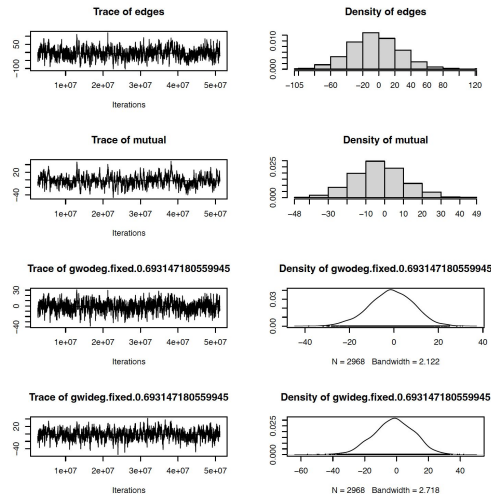 Trace of edges
Density of edges
50
−100
0.010
0.000
1e+07 2e+07 3e+07 4e+07 5e+07
−105 −60 −20 0 20 40 60 80 120
Iterations
Trace of mutual
Density of mutual
20
−40
0.025
0.000
1e+07 2e+07 3e+07 4e+07 5e+07
−48 −30 −10 0 10 20 30 40 49
Iterations
Trace of gwodeg.fixed.0.693147180559945
Density of gwodeg.fixed.0.693147180559945
30
0
−40
0.03
0.00
1e+07 2e+07 3e+07 4e+07 5e+07
−40 −20 0 20 40
Iterations
N = 2968 Bandwidth = 2.122
Trace of gwideg.fixed.0.693147180559945
Density of gwideg.fixed.0.693147180559945
20
−40
0.025
0.000
1e+07 2e+07 3e+07 4e+07 5e+07
−60 −40 −20 0 20 40
Iterations
N = 2968 Bandwidth = 2.718